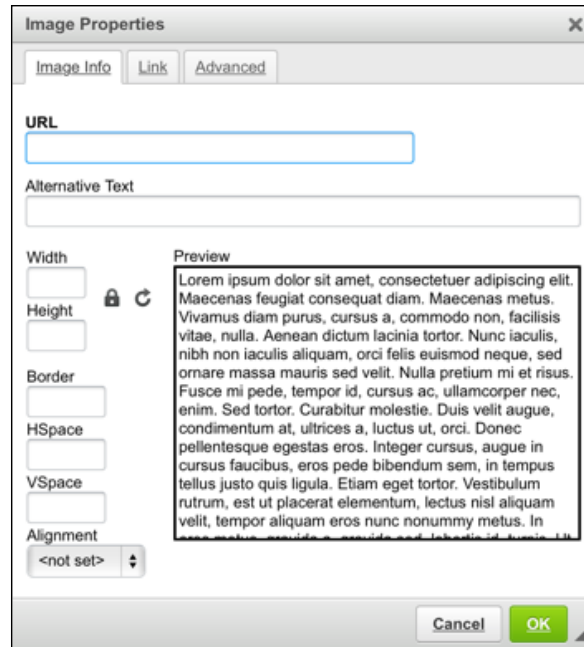 Image Properties
Image Info
Link
Advanced
URL
Alternative Text
Width
Height
Border
HSpace
VSpace
Alignment
<not set>
Preview
Lorem ipsum dolor sit amet, consectetuer adipiscing elit.
Maecenas feugiat consequat diam. Maecenas metus.
Vivamus diam purus, cursus a, commodo non, facilisis
vitae, nulla. Aenean dictum lacinia tortor. Nunc iaculis,
nibh non iaculis aliquam, orci felis euismod neque, sed
ornare massa mauris sed velit. Nulla pretium mi et risus.
Fusce mi pede, tempor id, cursus ac, ullamcorper nec,
enim. Sed tortor. Curabitur molestie. Duis velit augue,
condimentum at, ultrices a, luctus ut, orci. Donec
pellentesque egestas eros. Integer cursus, augue in
cursus faucibus, eros pede bibendum sem, in tempus
tellus justo quis ligula. Etiam eget tortor. Vestibulum
rutrum, est ut placerat elementum, lectus nisl aliquam
velit, tempor aliquam eros nunc nonummy metus. In
Cancel
OK